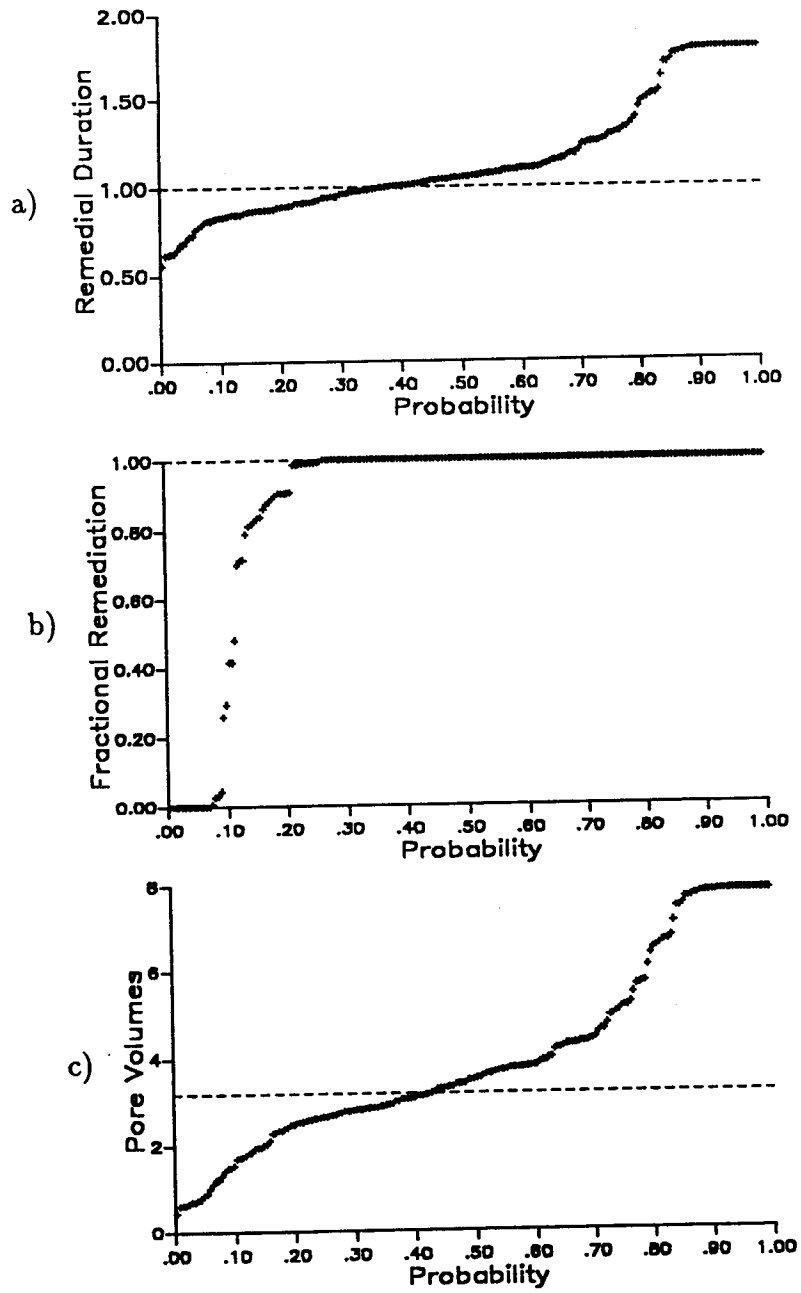 a)
Remedial Duration
2.00
1.50
1.00
0.50
0.00
.00 .10 .20 .30 .40 .50 .60 .70 .80 .90 1.00
Probability
b)
Fractional Remediation
1.00
0.80
0.60
0.40
0.20
0.00
.00 .10 .20 .30 .40 .50 .60 .70 .80 .90 1.00
Probability
c)
Pore Volumes
8
6
4
2
0
.00 .10 .20 .30 .40 .50 .60 .70 .80 .90 1.00
Probability